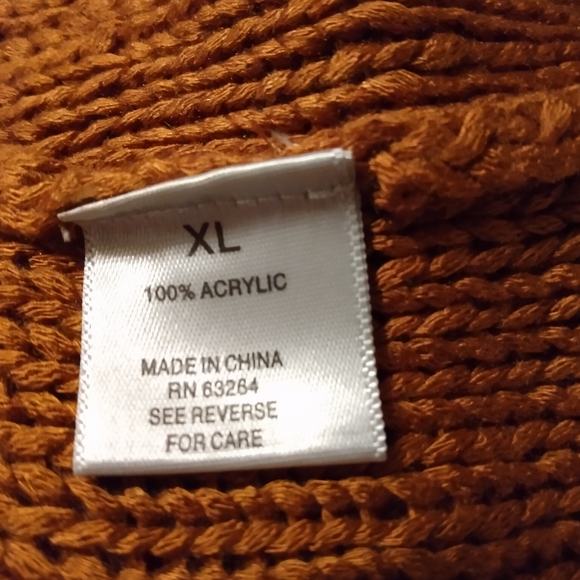 XL
100% ACRYLIC
MADE IN CHINA
RN 63264
SEE REVERSE
FOR CARE